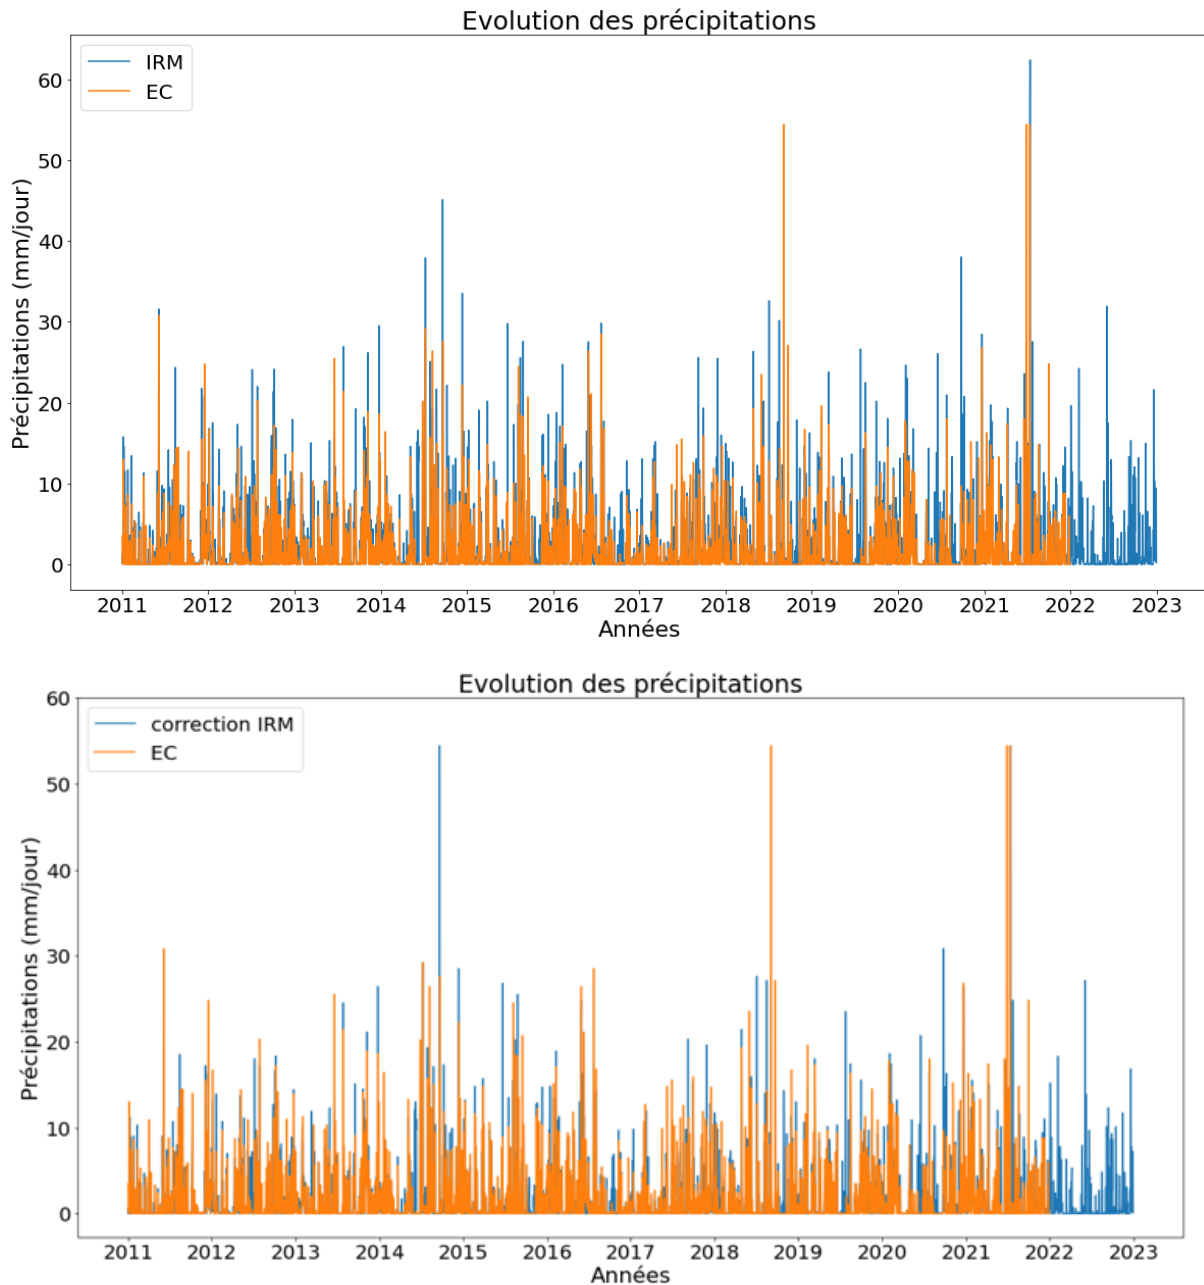 Evolution des précipitations
IRM
EC
Précipitations (mm/jour)
60
50
40
30
20
10
0
2011 2012 2013 2014 2015 2016 2017 2018 2019 2020 2021 2022 2023
Années
Evolution des précipitations
correction IRM
EC
Précipitations (mm/jour)
60
50
40
30
20
10
0
2011 2012 2013 2014 2015 2016 2017 2018 2019 2020 2021 2022 2023
Années